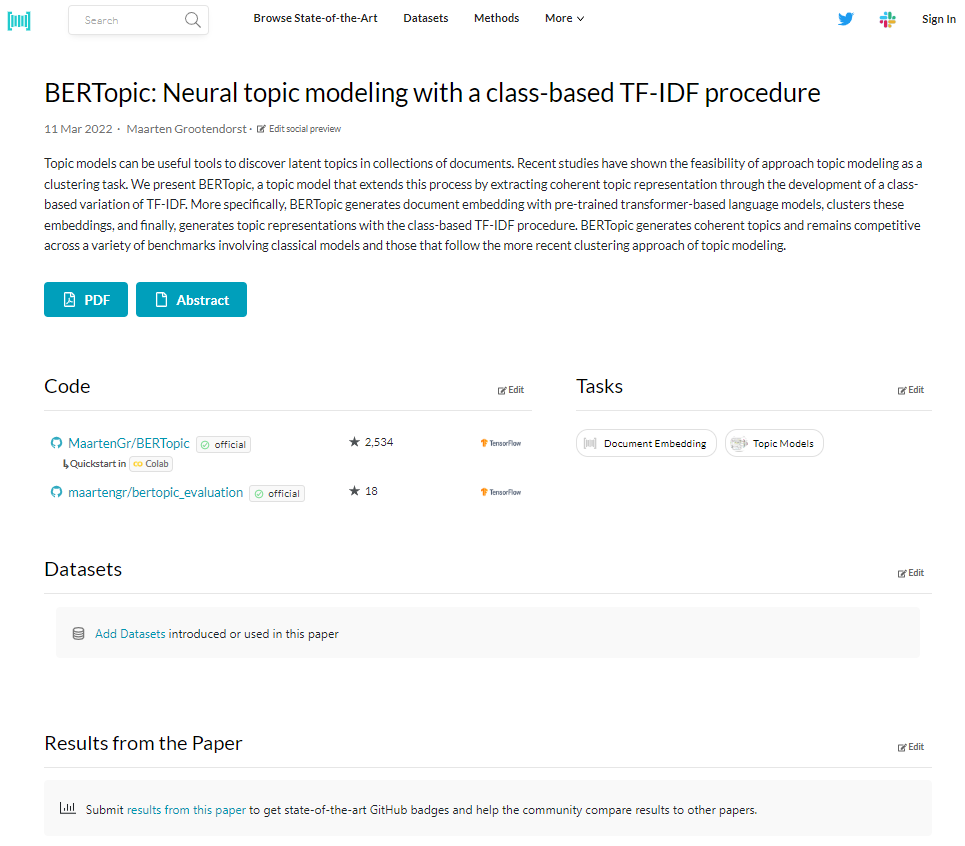 Search
Browse State-of-the-Art
Datasets
Methods
More
Sign In
BERTopic: Neural topic modeling with a class-based TF-IDF procedure
11 Mar 2022 · Maarten Grootendorst · Edit social preview
Topic models can be useful tools to discover latent topics in collections of documents. Recent studies have shown the feasibility of approach topic modeling as a
clustering task. We present BERTopic, a topic model that extends this process by extracting coherent topic representation through the development of a class-
based variation of TF-IDF. More specifically, BERTopic generates document embedding with pre-trained transformer-based language models, clusters these
embeddings, and finally, generates topic representations with the class-based TF-IDF procedure. BERTopic generates coherent topics and remains competitive
across a variety of benchmarks involving classical models and those that follow the more recent clustering approach of topic modeling.
PDF
Abstract
Code
Edit
MaartenGr/BERTopic official
2,534
TensorFlow
Quickstart in Colab
maartengr/bertopic_evaluation official
18
TensorFlow
Tasks
Edit
Document Embedding
Topic Models
Datasets
Edit
Add Datasets introduced or used in this paper
Results from the Paper
Edit
Submit results from this paper to get state-of-the-art GitHub badges and help the community compare results to other papers.